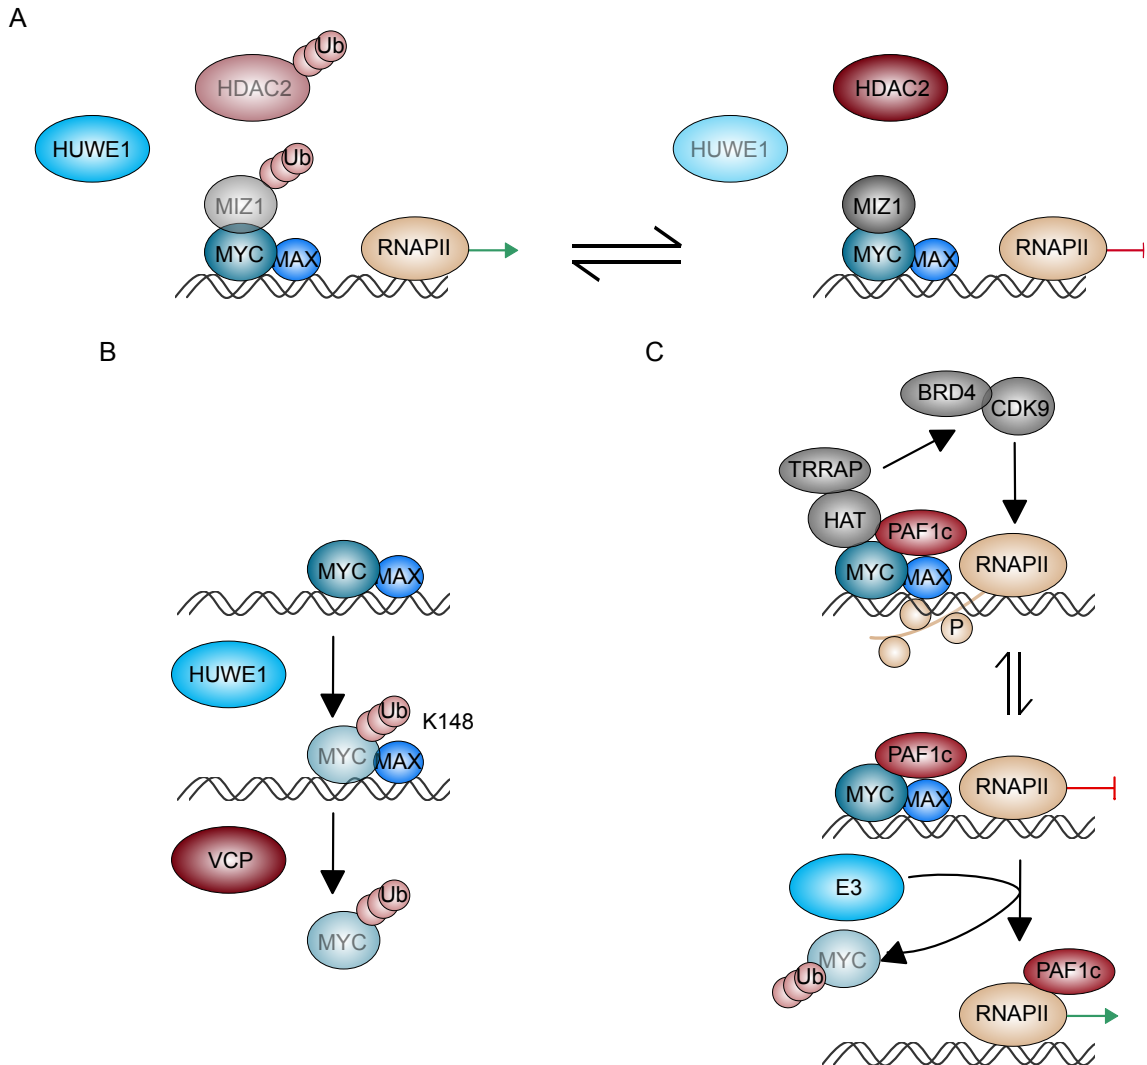 A
Ub
HDAC2
HDAC2
HUWE1
Ub
HUWE1
MIZ1
MIZ1
MYC
MAX
RNAPII
MYC
MAX
RNAPII
B
MYC
MAX
HUWE1
Ub
K148
MYC
MAX
VCP
Ub
MYC
C
BRD4
CDK9
TRRAP
HAT
PAF1c
MYC
MAX
RNAPII
P
PAF1c
MYC
MAX
RNAPII
E3
MYC
Ub
PAF1c
RNAPII